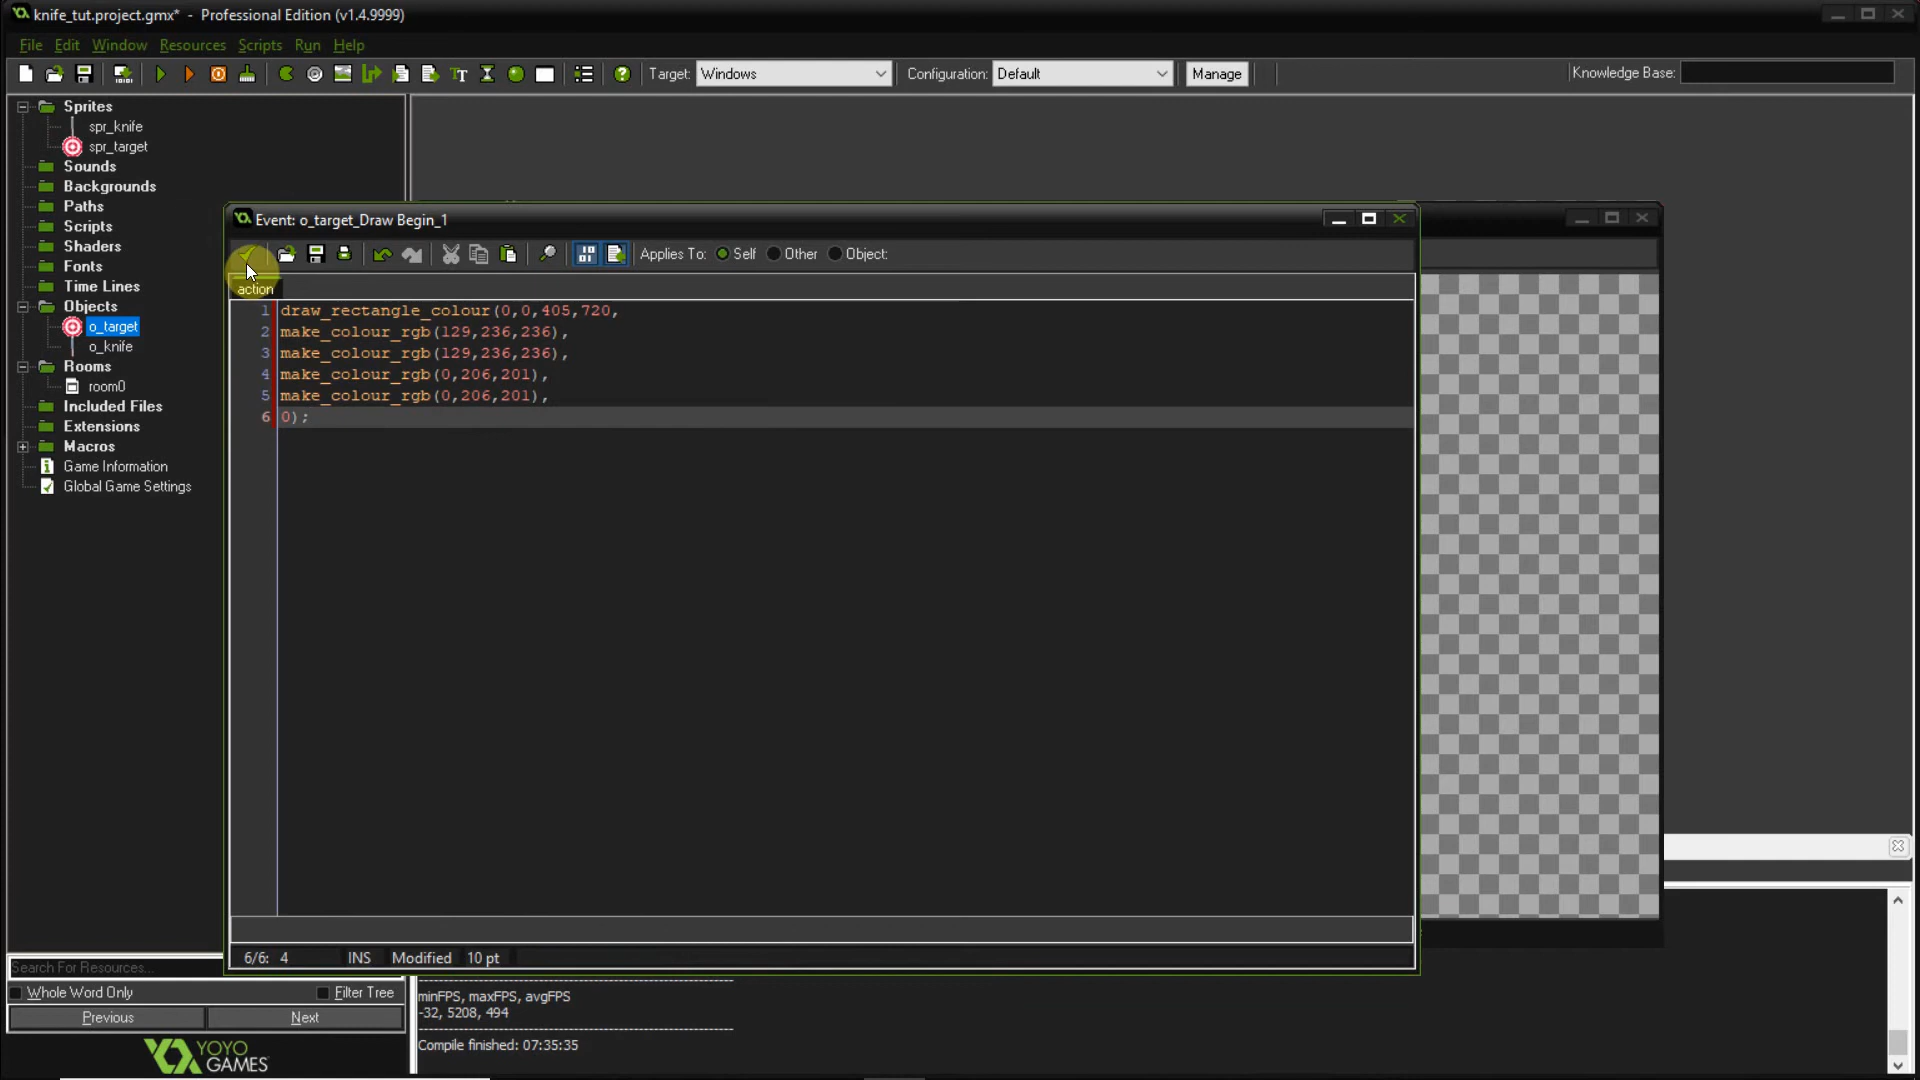 knife_tut.project.gmx* - Professional Edition (v1.4.9999)
File Edit Window Resources Scripts Run Help
Target: Windows Configuration: Default Manage Knowledge Base:
Sprites
spr_knife
spr_target
Sounds
Backgrounds
Paths
Scripts
Shaders
Fonts
Time Lines
Objects
o_target
o_knife
Rooms
room0
Included Files
Extensions
Macros
Game Information
Global Game Settings
Event: o_target_Draw Begin_1
Applies To: Self Other Object:
action
1 draw_rectangle_colour(0,0,405,720,
2 make_colour_rgb(129,236,236),
3 make_colour_rgb(129,236,236),
4 make_colour_rgb(0,206,201),
5 make_colour_rgb(0,206,201),
6 0);
6/6: 4 INS Modified 10 pt
Search For Resources...
Whole Word Only Filter Tree
Previous Next
YOYO
GAMES
minFPS, maxFPS, avgFPS
-32, 5208, 494
Compile finished: 07:35:35